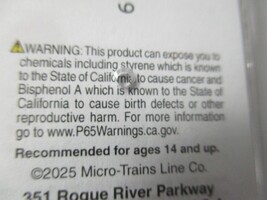 6
WARNING: This product can expose you to
chemicals including styrene which is known
to the State of California to cause cancer and
Bisphenol A which is known to the State of
California to cause birth defects or other
reproductive harm. For more information
go to www.P65Warnings.ca.gov.
Recommended for ages 14 and up.
©2025 Micro-Trains Line Co.
351 Rogue River Parkway